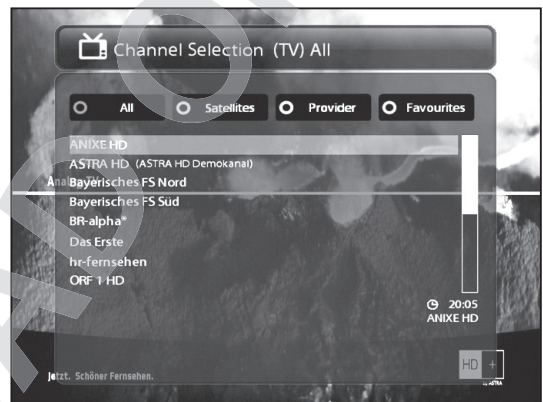 Channel Selection (TV) All
All Satellites Provider Favourites
ANIXE HD
ASTRA HD (ASTRA HD Demokanal)
Bayerisches FS Nord
Bayerisches FS Süd
BR-alpha*
Das Erste
hr-fernsehen
ORF 1 HD
20:05
ANIXE HD
HD +
Jetzt. Schöner Fernsehen.
by ASTRA